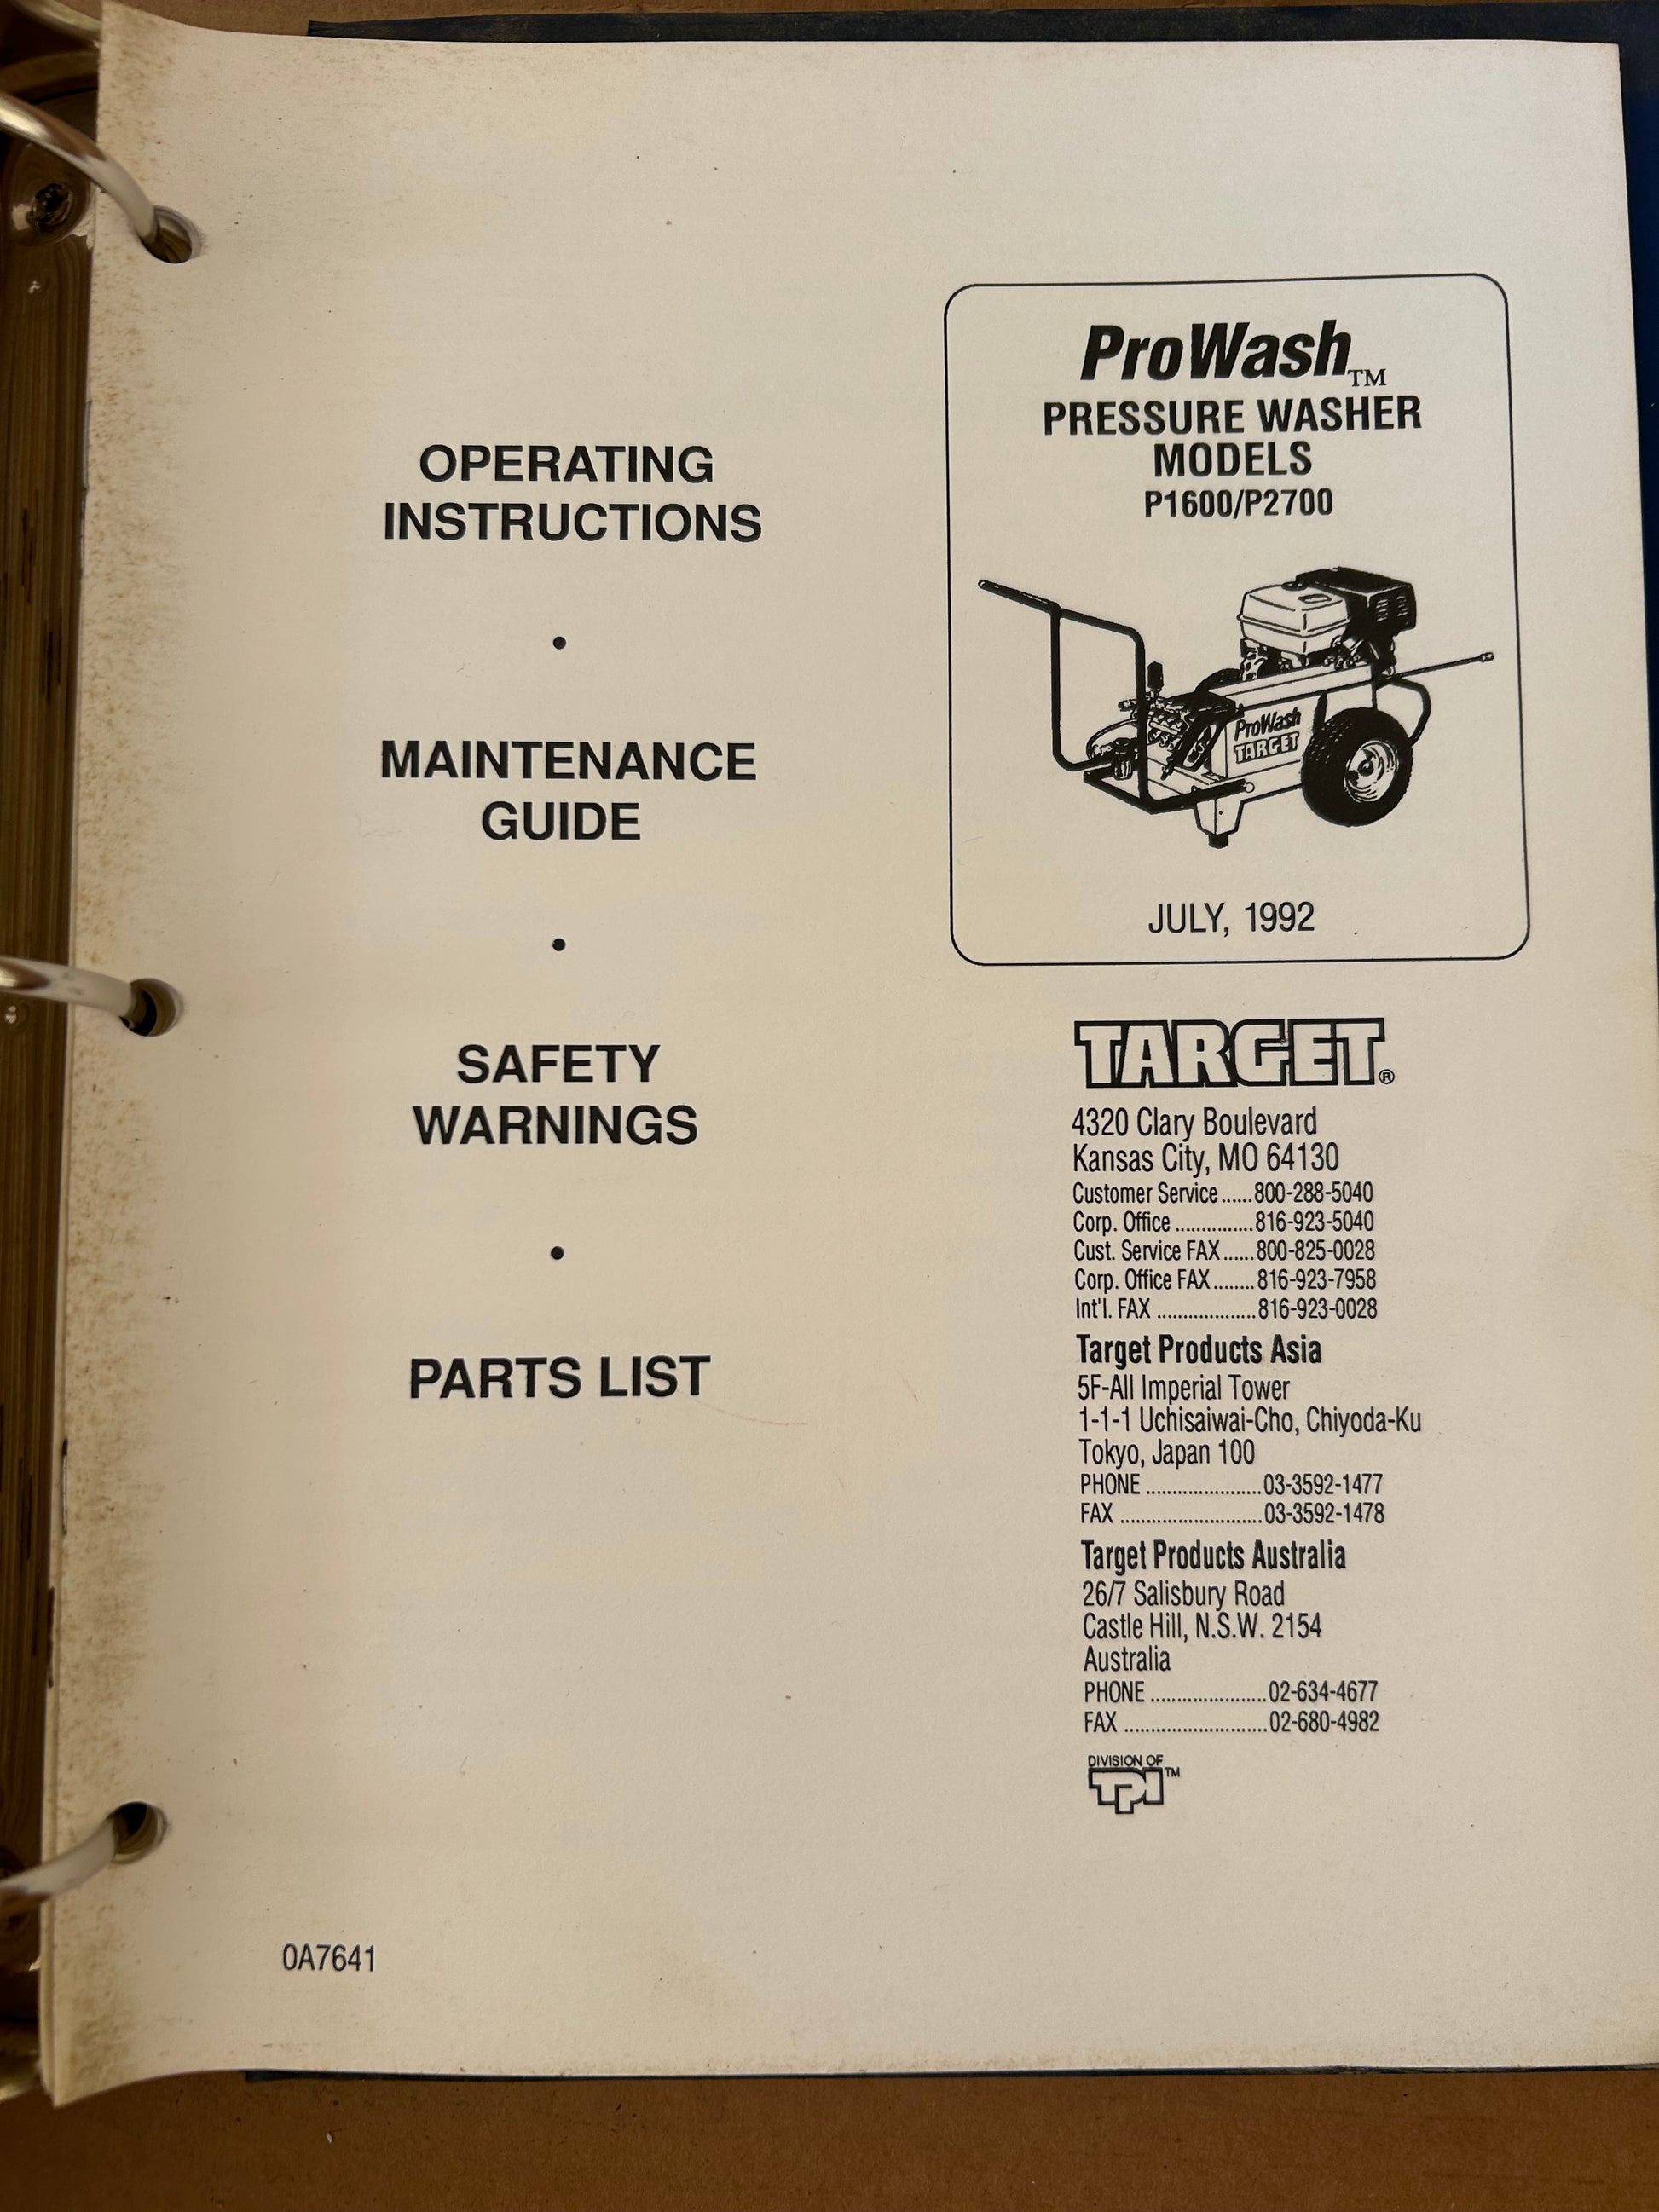 OPERATING
INSTRUCTIONS
•
MAINTENANCE
GUIDE
•
SAFETY
WARNINGS
•
PARTS LIST
0A7641
ProWash™
PRESSURE WASHER
MODELS
P1600/P2700
ProWash
TARGET
JULY, 1992
TARGET®
4320 Clary Boulevard
Kansas City, MO 64130
Customer Service ......800-288-5040
Corp. Office ...............816-923-5040
Cust. Service FAX ......800-825-0028
Corp. Office FAX ........816-923-7958
Int'l. FAX ...................816-923-0028
Target Products Asia
5F-All Imperial Tower
1-1-1 Uchisaiwai-Cho, Chiyoda-Ku
Tokyo, Japan 100
PHONE ......................03-3592-1477
FAX ...........................03-3592-1478
Target Products Australia
26/7 Salisbury Road
Castle Hill, N.S.W. 2154
Australia
PHONE ......................02-634-4677
FAX ...........................02-680-4982
DIVISION OF
TPI™